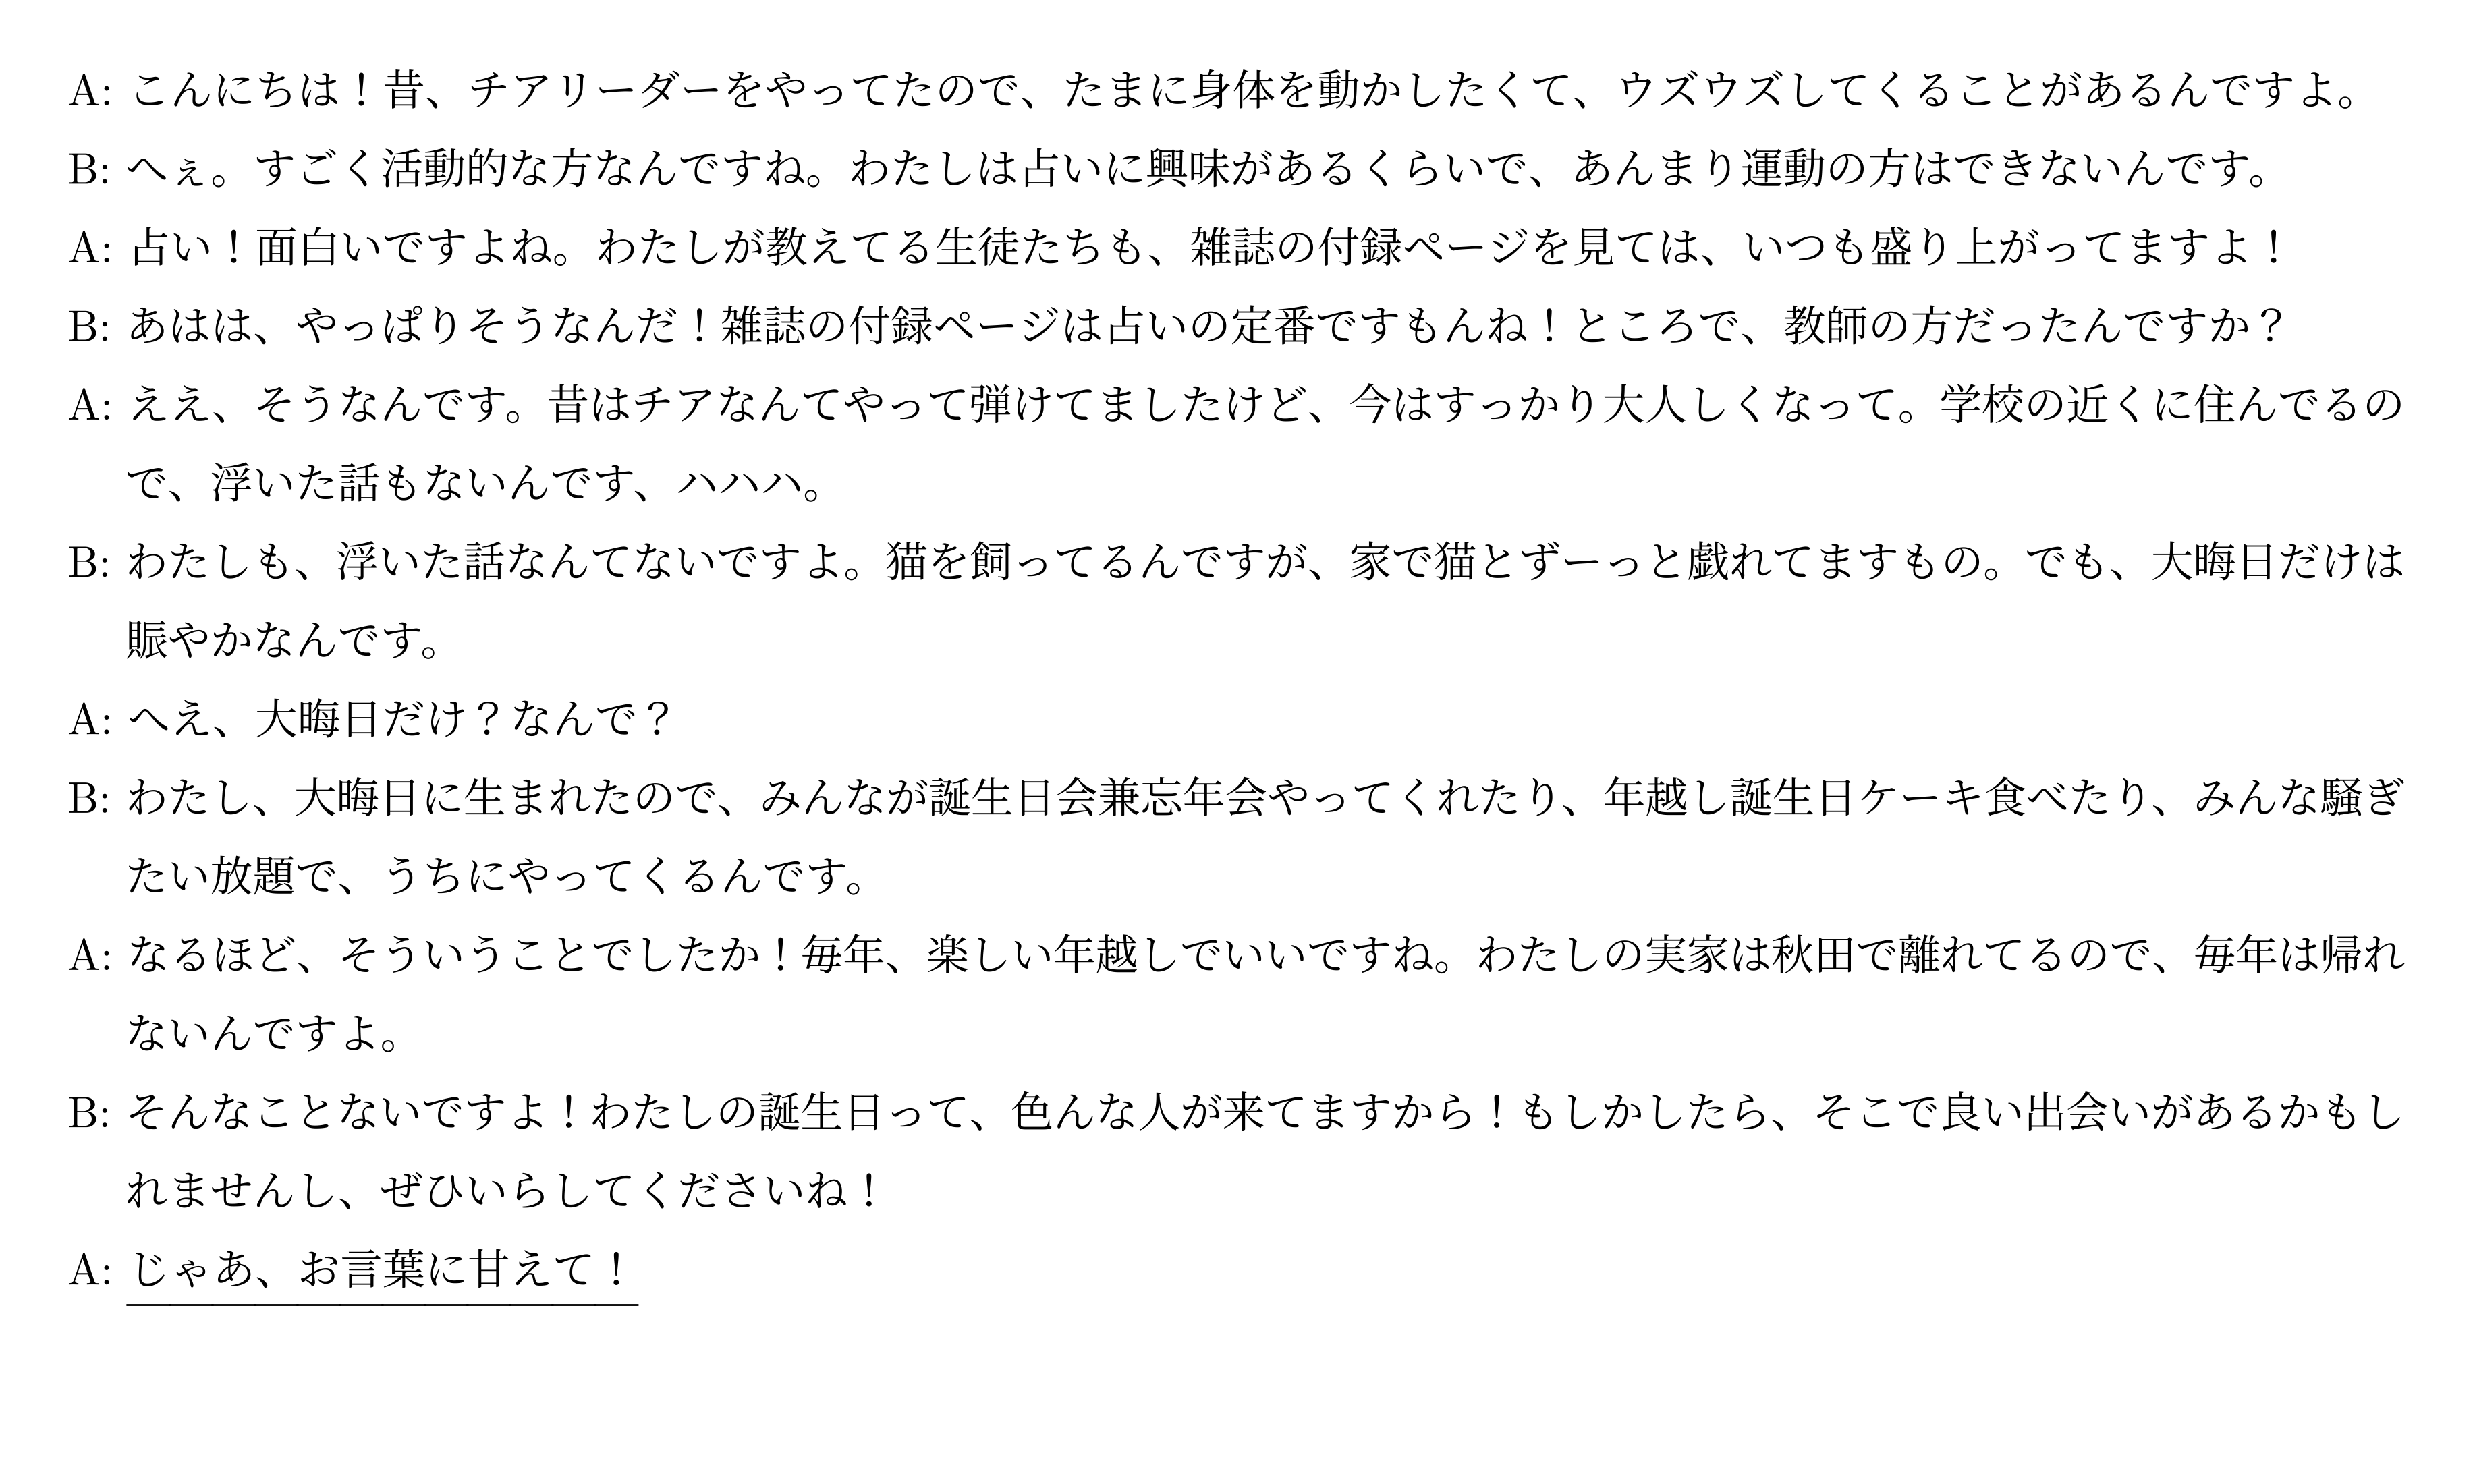 A: こんにちは！昔、チアリーダーをやってたので、たまに身体を動かしたくて、ウズウズしてくることがあるんですよ。
B: へぇ。すごく活動的な方なんですね。わたしは占いに興味があるくらいで、あんまり運動の方はできないんです。
A: 占い！面白いですよね。わたしが教えてる生徒たちも、雑誌の付録ページを見ては、いつも盛り上がってますよ！
B: あはは、やっぱりそうなんだ！雑誌の付録ページは占いの定番ですもんね！ところで、教師の方だったんですか？
A: ええ、そうなんです。昔はチアなんてやって弾けてましたけど、今はすっかり大人しくなって。学校の近くに住んでるの
で、浮いた話もないんです、ハハハ。
B: わたしも、浮いた話なんてないですよ。猫を飼ってるんですが、家で猫とずーっと戯れてますもの。でも、大晦日だけは
賑やかなんです。
A: へえ、大晦日だけ？なんで？
B: わたし、大晦日に生まれたので、みんなが誕生日会兼忘年会やってくれたり、年越し誕生日ケーキ食べたり、みんな騒ぎ
たい放題で、うちにやってくるんです。
A: なるほど、そういうことでしたか！毎年、楽しい年越しでいいですね。わたしの実家は秋田で離れてるので、毎年は帰れ
ないんですよ。
B: そんなことないですよ！わたしの誕生日って、色んな人が来てますから！もしかしたら、そこで良い出会いがあるかもし
れませんし、ぜひいらしてくださいね！
A: じゃあ、お言葉に甘えて！